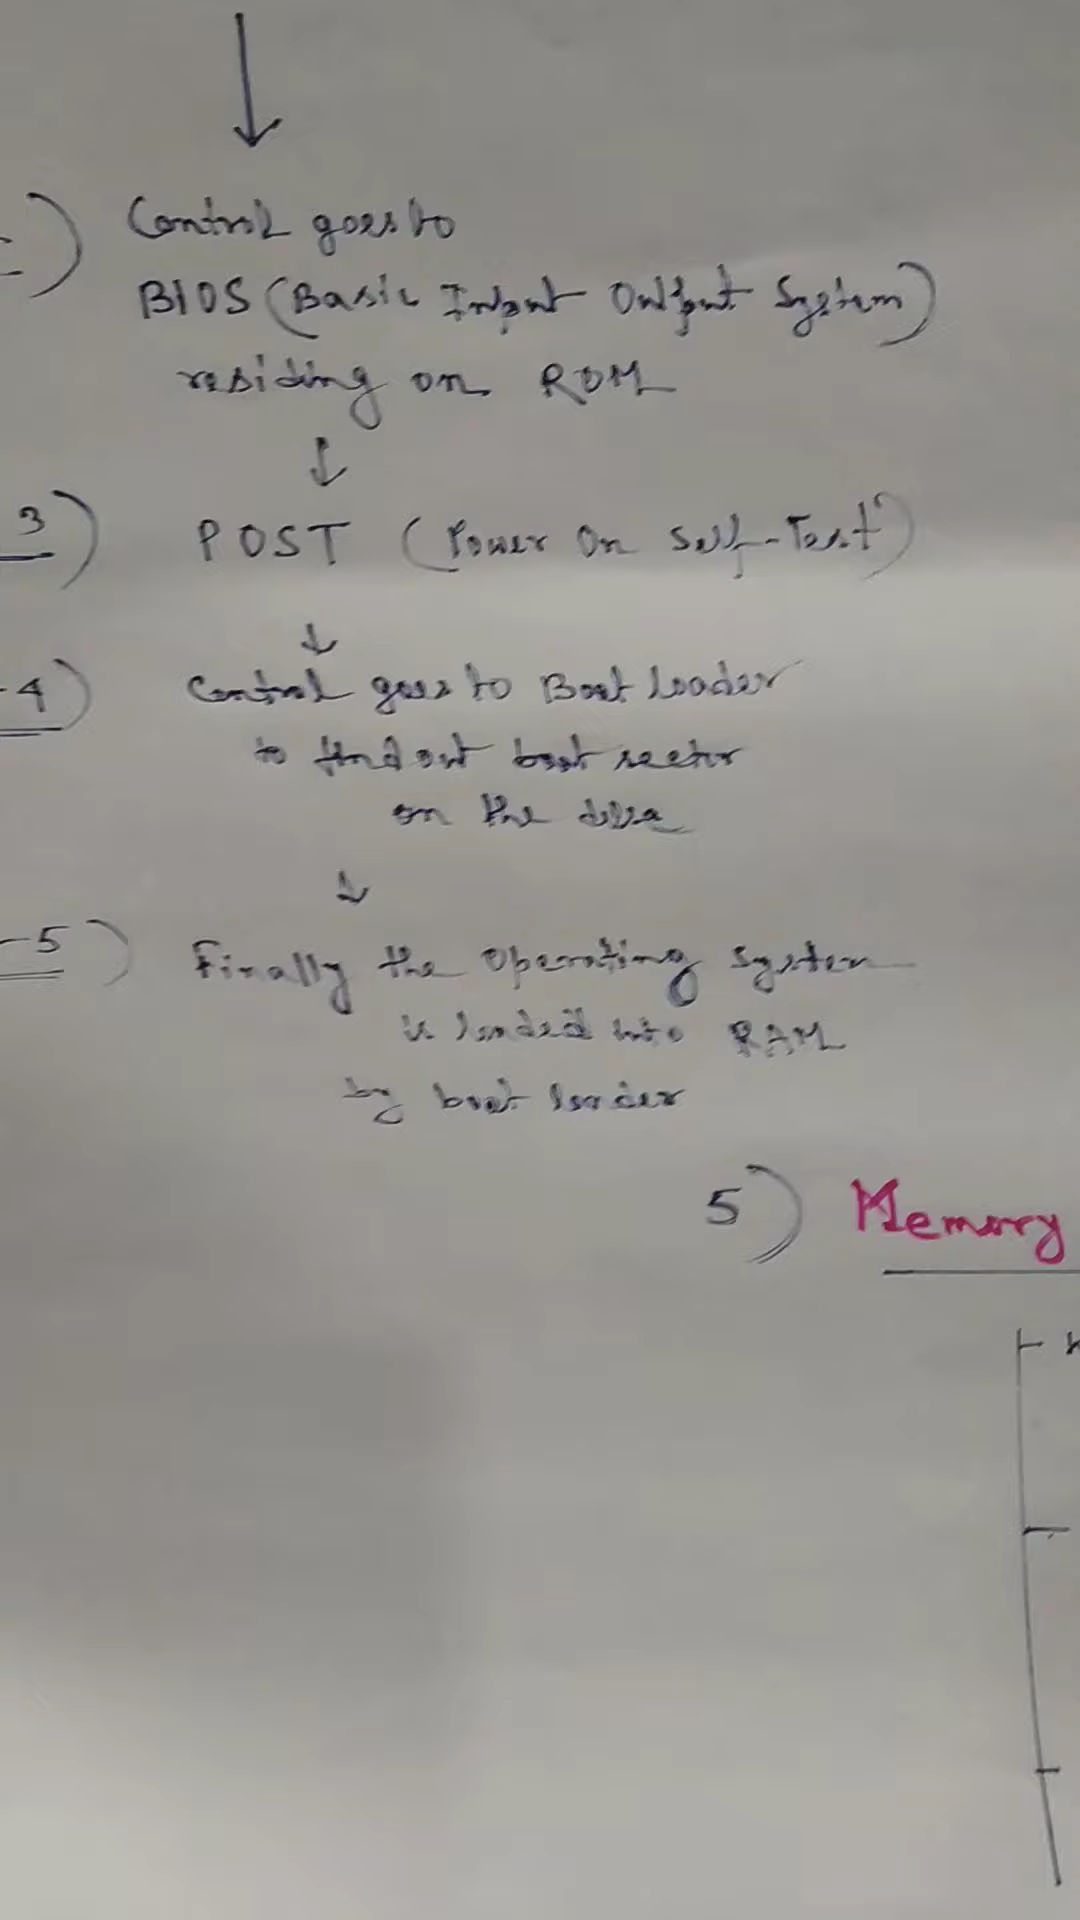 Control goes to
BIOS (Basic Input Output System)
residing on ROM
3) POST (Power On Self-Test)
-4) Control goes to Boot loader
to find out boot sector
on the
-5) Finally the Operating System
is loaded into RAM
by boot loader
5) Memory